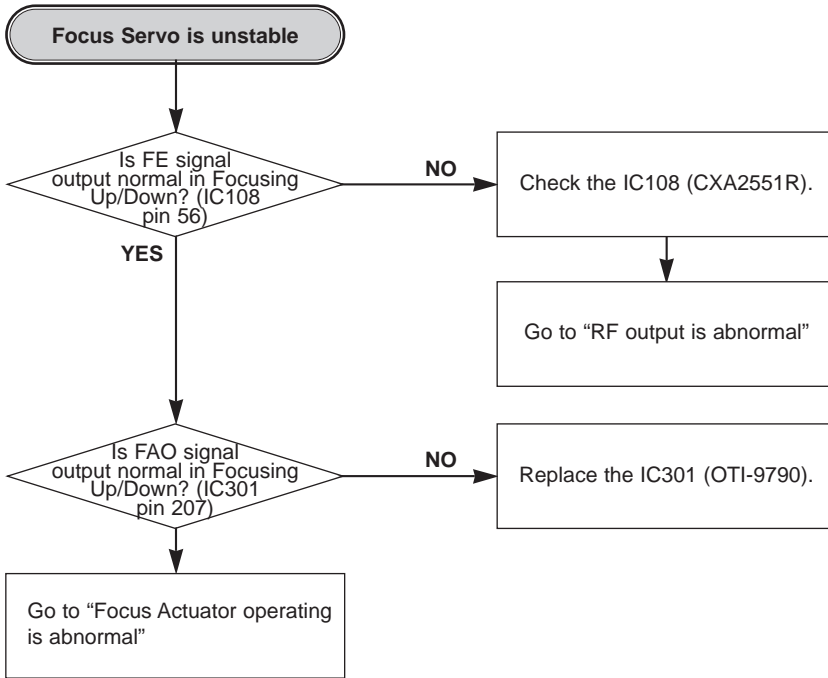 Focus Servo is unstable
Is FE signal
output normal in Focusing
Up/Down? (IC108
pin 56)
NO
Check the IC108 (CXA2551R).
YES
Go to “RF output is abnormal”
Is FAO signal
output normal in Focusing
Up/Down? (IC301
pin 207)
NO
Replace the IC301 (OTI-9790).
Go to “Focus Actuator operating
is abnormal”